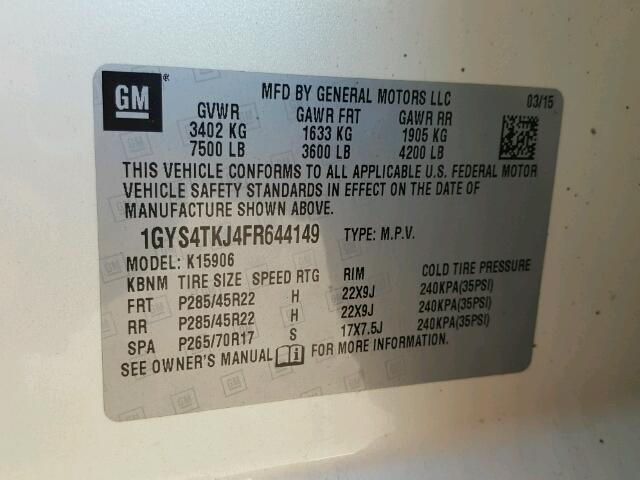 GM ® MFD BY GENERAL MOTORS LLC 03/15
GVWR GAWR FRT GAWR RR
3402 KG 1633 KG 1905 KG
7500 LB 3600 LB 4200 LB
THIS VEHICLE CONFORMS TO ALL APPLICABLE U.S. FEDERAL MOTOR
VEHICLE SAFETY STANDARDS IN EFFECT ON THE DATE OF
MANUFACTURE SHOWN ABOVE.
1GYS4TKJ4FR644149 TYPE: M.P.V.
MODEL: K15906
KBNM TIRE SIZE SPEED RTG RIM COLD TIRE PRESSURE
FRT P285/45R22 H 22X9J 240KPA(35PSI)
RR P285/45R22 H 22X9J 240KPA(35PSI)
SPA P265/70R17 S 17X7.5J 240KPA(35PSI)
SEE OWNER'S MANUAL FOR MORE INFORMATION.